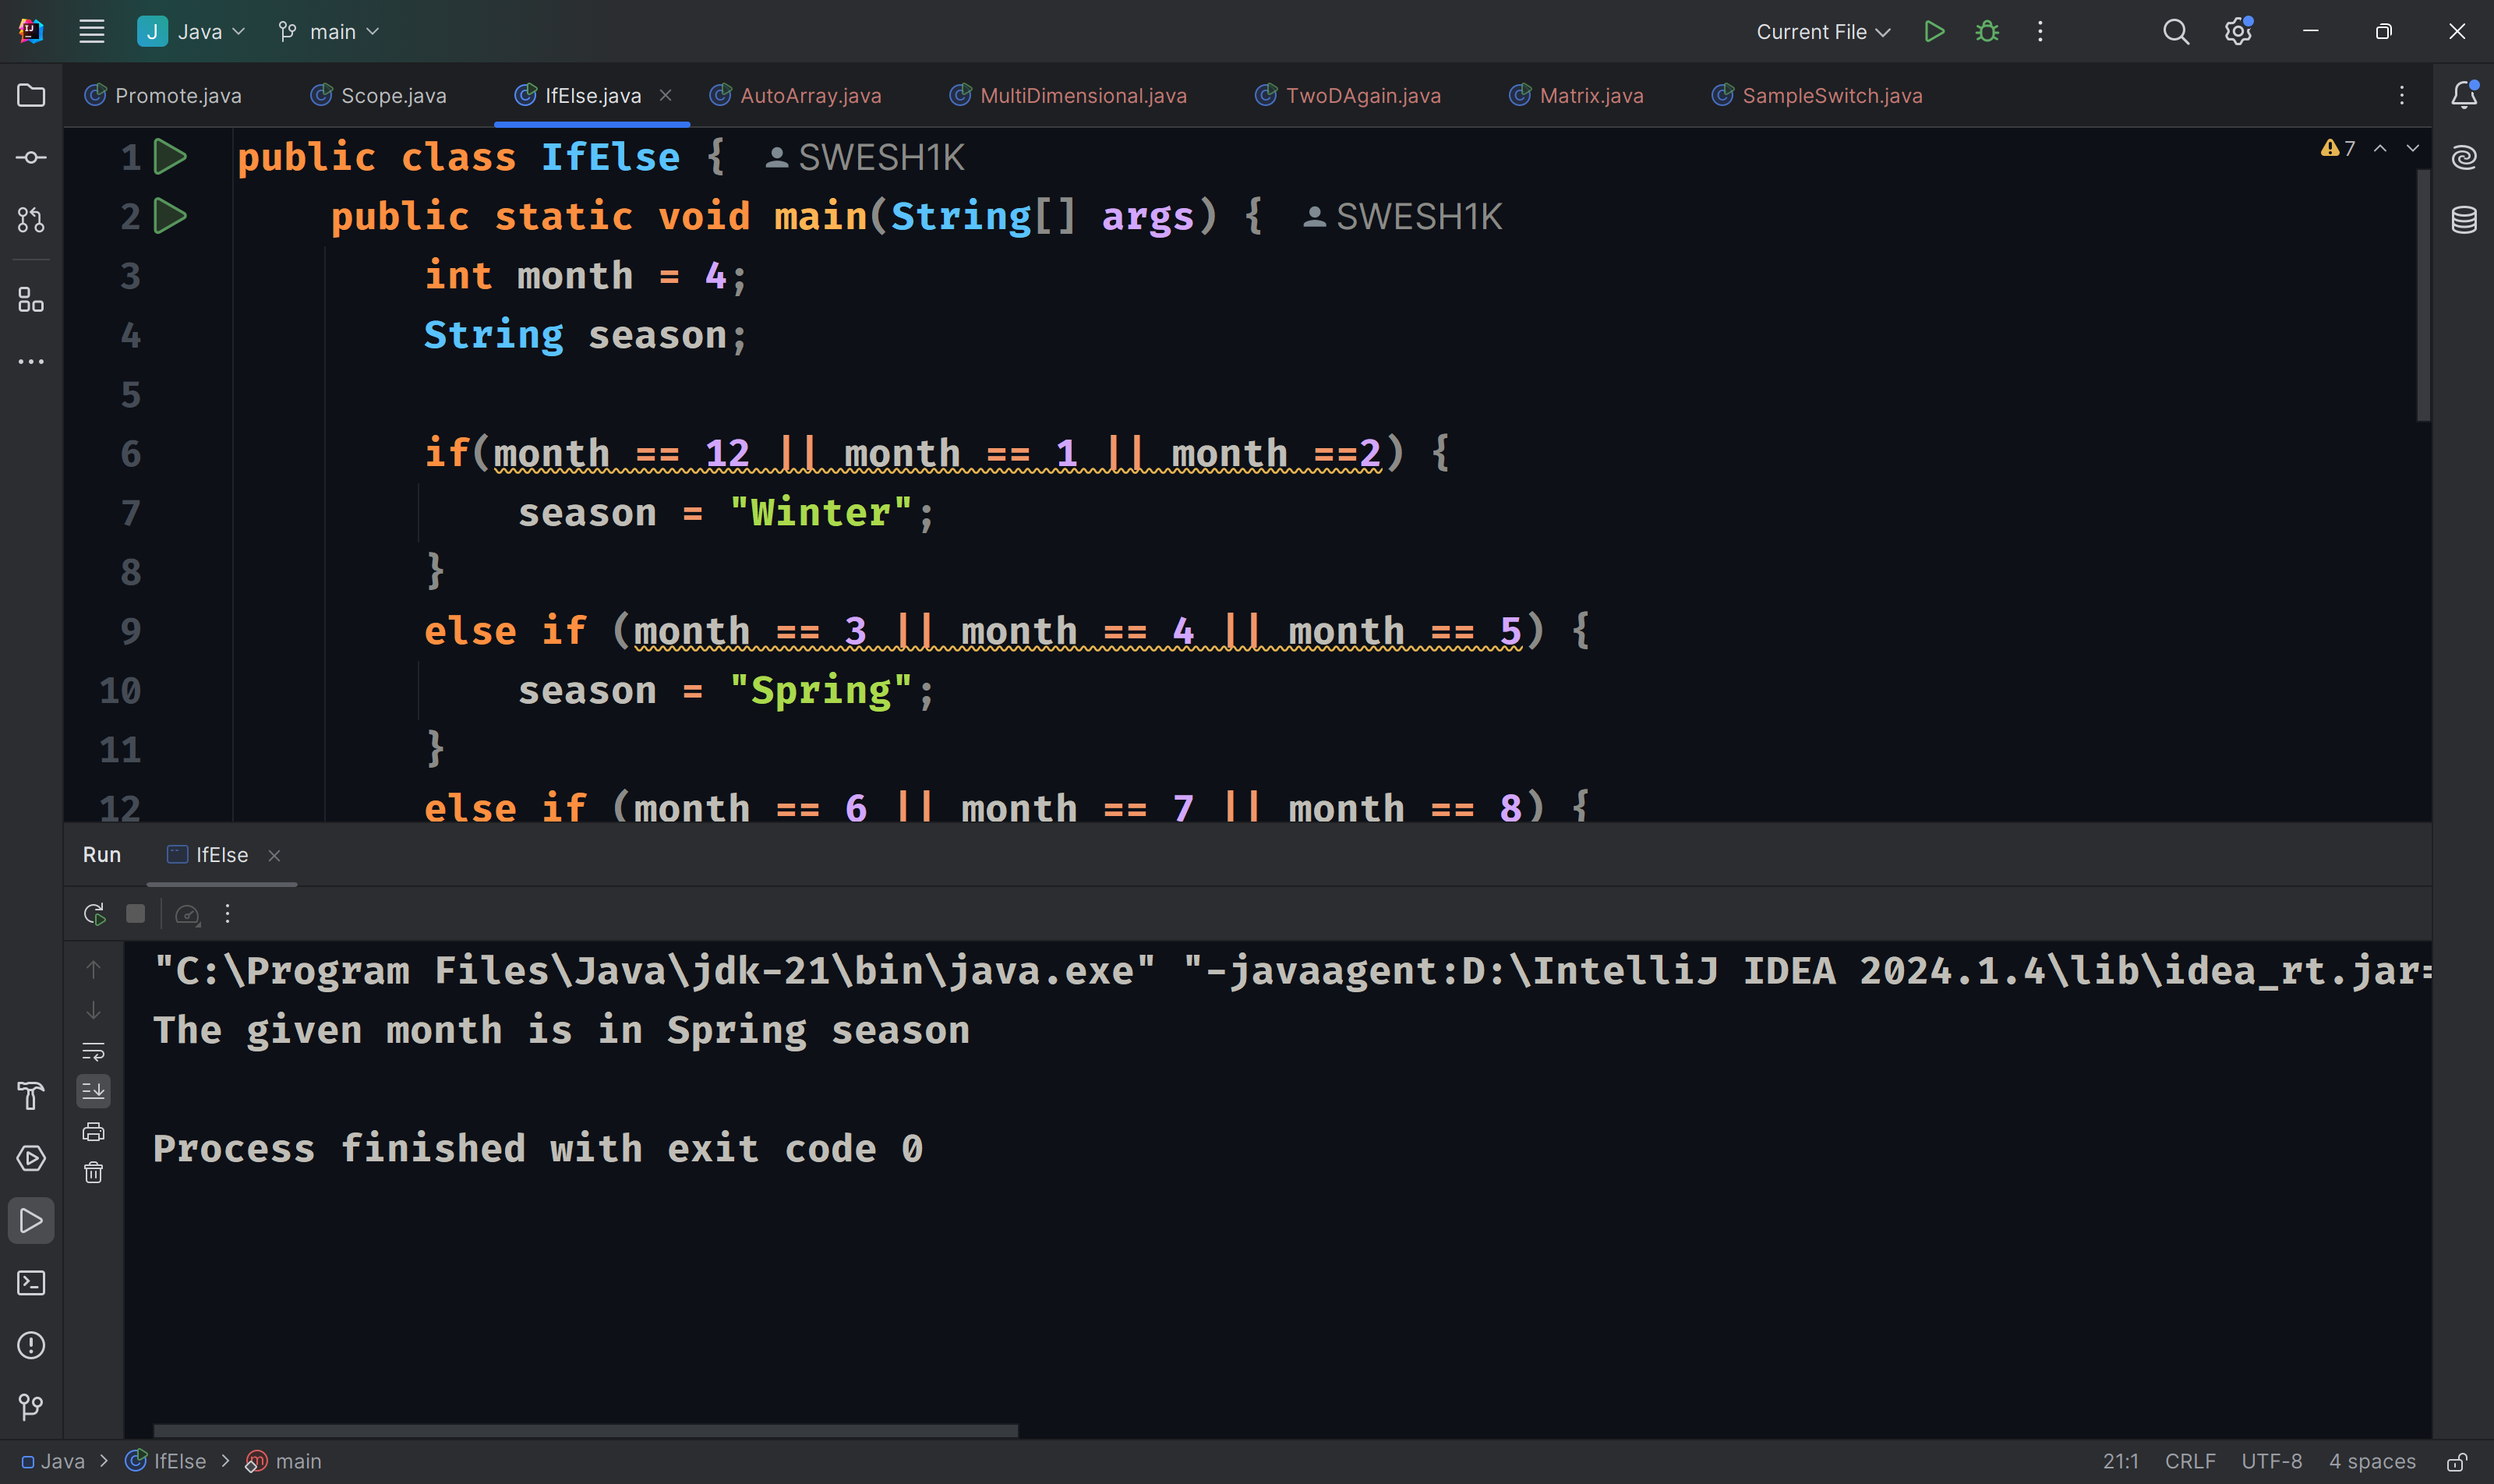 J Java main Current File
Promote.java Scope.java IfElse.java AutoArray.java MultiDimensional.java TwoDAgain.java Matrix.java SampleSwitch.java
1 public class IfElse { SWESH1K
7
2 public static void main(String[] args) { SWESH1K
3 int month = 4;
4 String season;
5
6 if(month == 12 || month == 1 || month ==2) {
7 season = "Winter";
8 }
9 else if (month == 3 || month == 4 || month == 5) {
10 season = "Spring";
11 }
12 else if (month == 6 || month == 7 || month == 8) {
Run IfElse
"C:\Program Files\Java\jdk-21\bin\java.exe" "-javaagent:D:\IntelliJ IDEA 2024.1.4\lib\idea_rt.jar=
The given month is in Spring season
Process finished with exit code 0
Java > IfElse > main 21:1 CRLF UTF-8 4 spaces